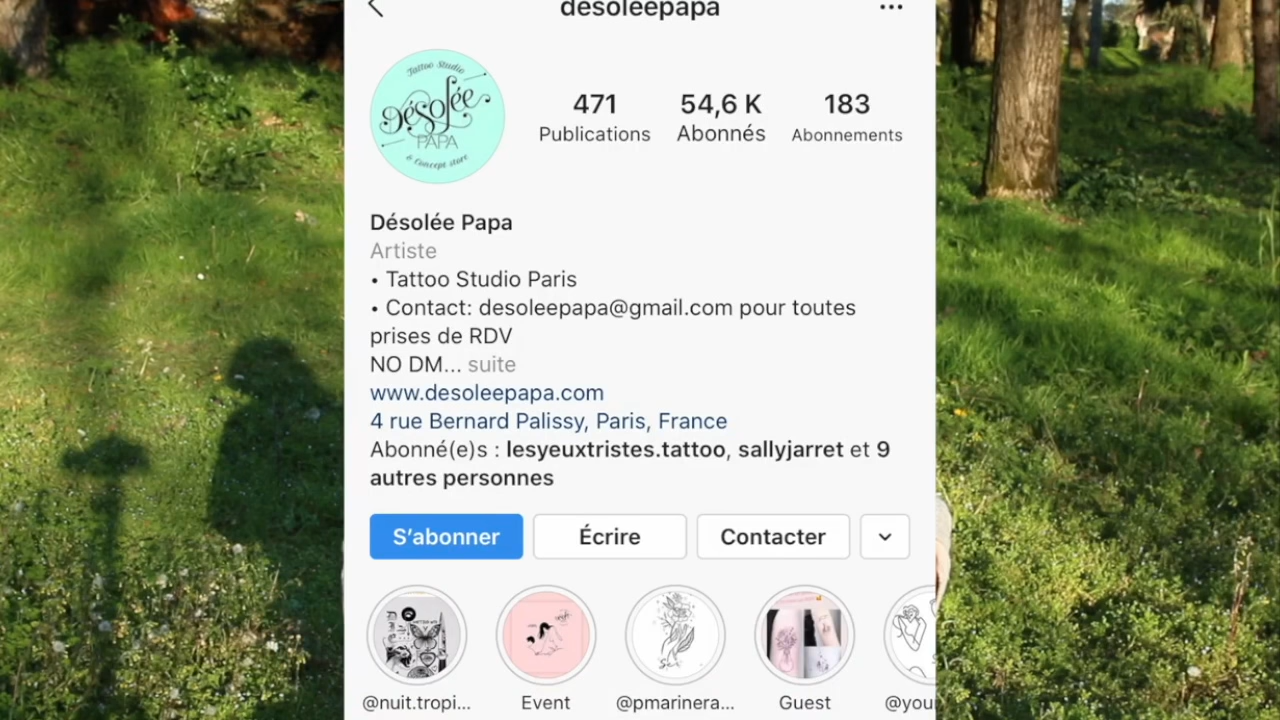 desoleepapa
Tattoo Studio
Désolée
PAPA
& Concept store
471
Publications
54,6 K
Abonnés
183
Abonnements
Désolée Papa
Artiste
• Tattoo Studio Paris
• Contact: desoleepapa@gmail.com pour toutes
prises de RDV
NO DM... suite
www.desoleepapa.com
4 rue Bernard Palissy, Paris, France
Abonné(e)s : lesyeuxtristes.tattoo, sallyjarret et 9
autres personnes
S'abonner
Écrire
Contacter
@nuit.tropi...
Event
@pmarinera...
Guest
@your